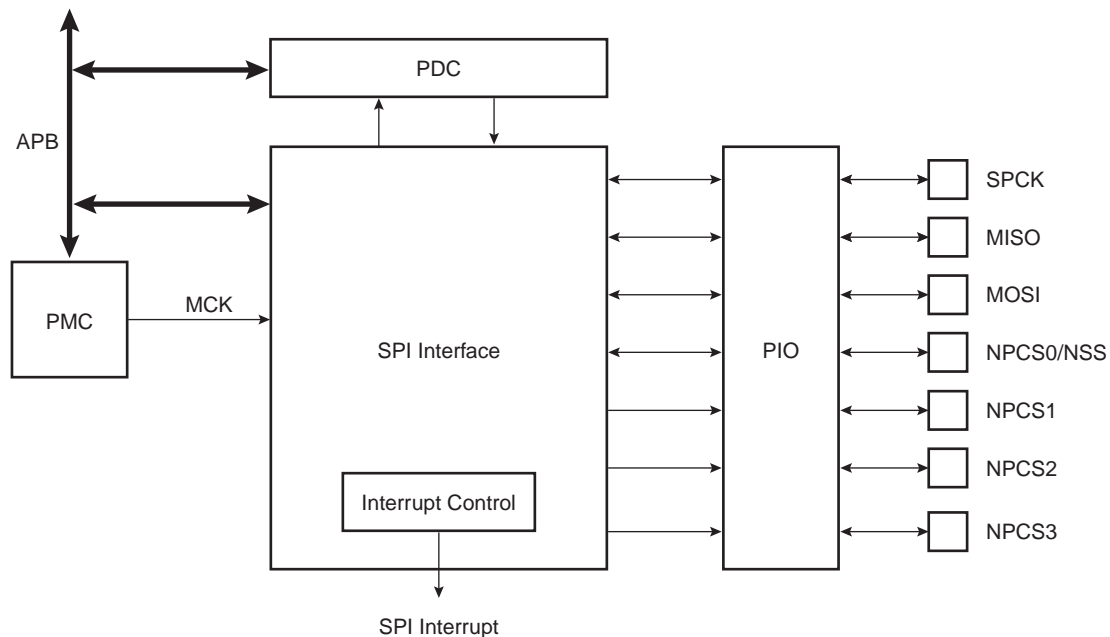 PDC
APB
SPCK
MISO
MCK
MOSI
PMC
SPI Interface
PIO
NPCS0/NSS
NPCS1
NPCS2
Interrupt Control
NPCS3
SPI Interrupt